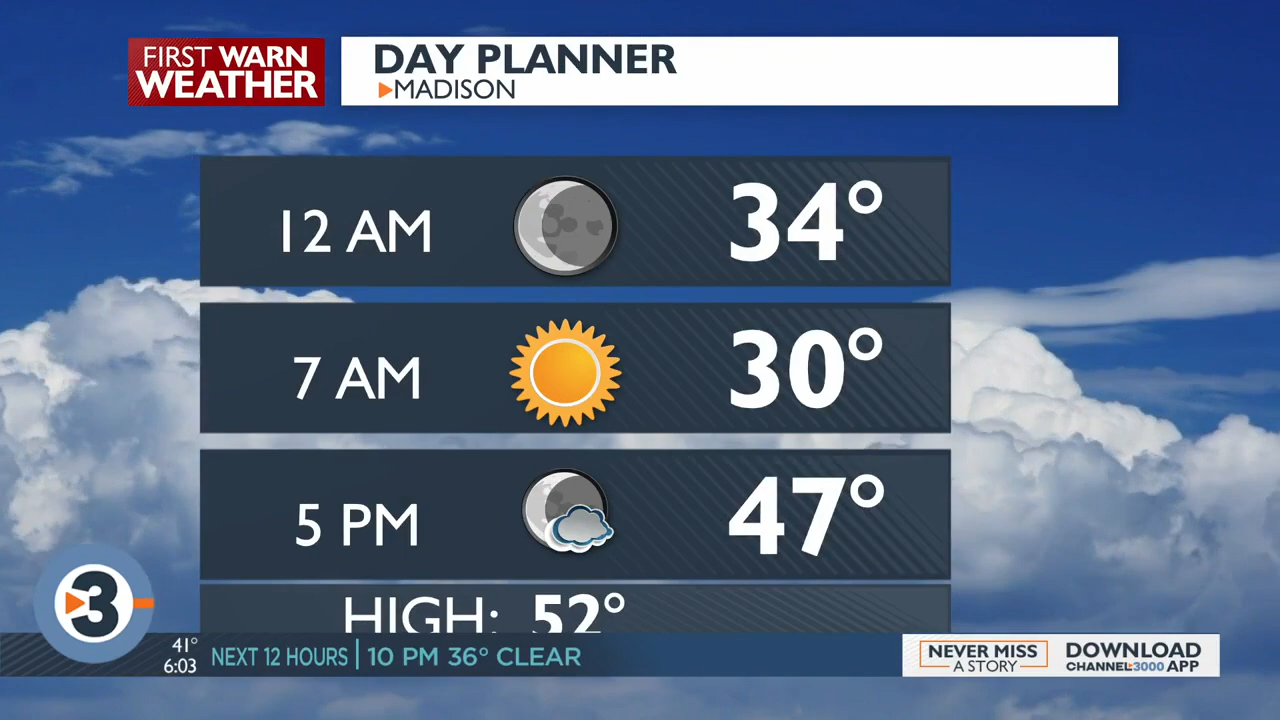 FIRST WARN
WEATHER
DAY PLANNER
MADISON
12 AM 34°
7 AM 30°
5 PM 47°
HIGH: 52°
3
41°
6:03
NEXT 12 HOURS 10 PM 36° CLEAR
NEVER MISS
A STORY
DOWNLOAD
CHANNEL3000 APP